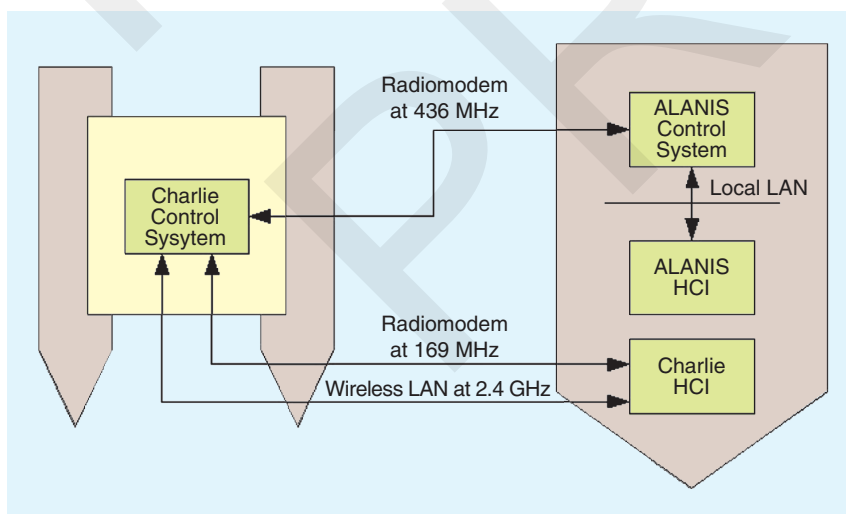 Radiomodem
at 436 MHz
ALANIS
Control
System
Charlie
Control
Sysytem
Local LAN
ALANIS
HCI
Radiomodem
at 169 MHz
Charlie
HCI
Wireless LAN at 2.4 GHz